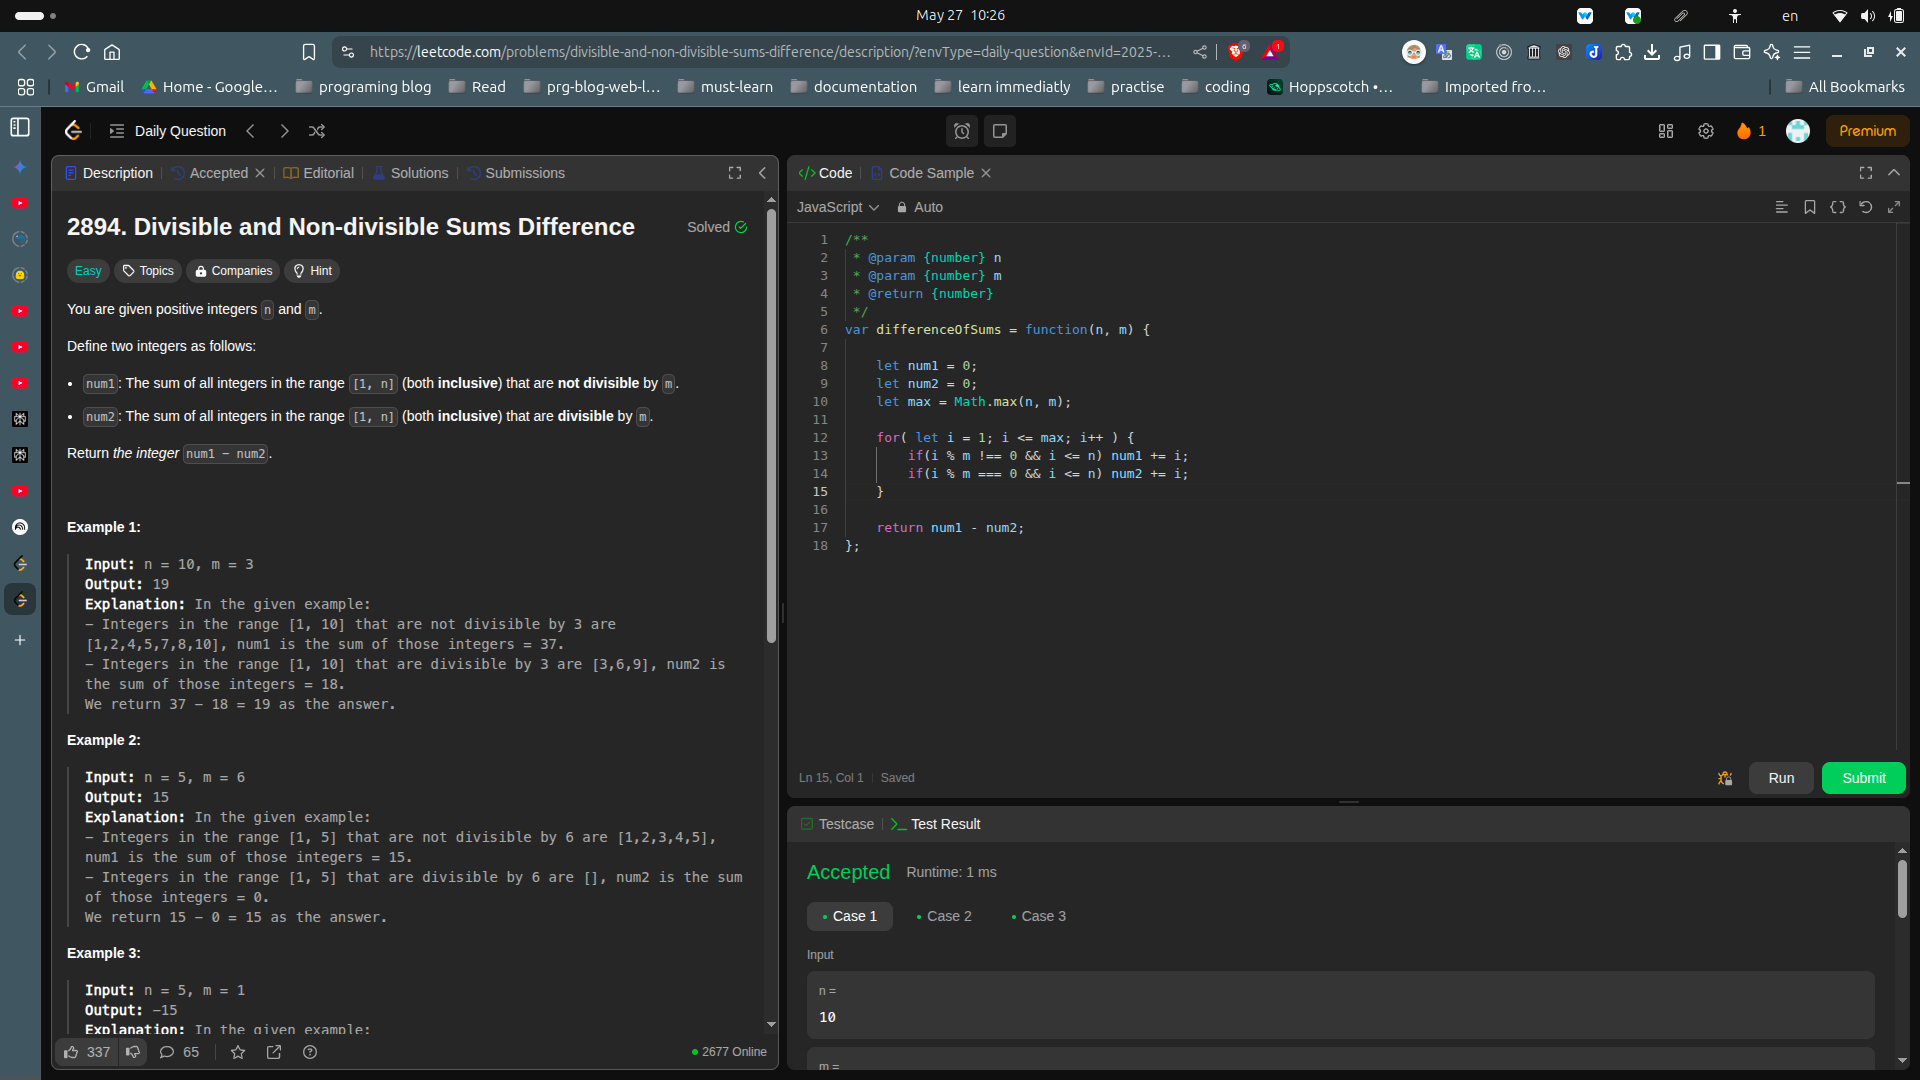 May 27 10:26
en
https://leetcode.com/problems/divisible-and-non-divisible-sums-difference/description/?envType=daily-question&envId=2025-...
Gmail
Home - Google...
programing blog
Read
prg-blog-web-l...
must-learn
documentation
learn immediatly
practise
coding
Hoppscotch •...
Imported fro...
All Bookmarks
Daily Question
1
Premium
Description
Accepted
Editorial
Solutions
Submissions
2894. Divisible and Non-divisible Sums Difference
Solved
Easy
Topics
Companies
Hint
You are given positive integers n and m.
Define two integers as follows:
• num1: The sum of all integers in the range [1, n] (both inclusive) that are not divisible by m.
• num2: The sum of all integers in the range [1, n] (both inclusive) that are divisible by m.
Return the integer num1 - num2.
Example 1:
Input: n = 10, m = 3
Output: 19
Explanation: In the given example:
- Integers in the range [1, 10] that are not divisible by 3 are
[1,2,4,5,7,8,10], num1 is the sum of those integers = 37.
- Integers in the range [1, 10] that are divisible by 3 are [3,6,9], num2 is
the sum of those integers = 18.
We return 37 - 18 = 19 as the answer.
Example 2:
Input: n = 5, m = 6
Output: 15
Explanation: In the given example:
- Integers in the range [1, 5] that are not divisible by 6 are [1,2,3,4,5],
num1 is the sum of those integers = 15.
- Integers in the range [1, 5] that are divisible by 6 are [], num2 is the sum
of those integers = 0.
We return 15 - 0 = 15 as the answer.
Example 3:
Input: n = 5, m = 1
Output: -15
Explanation: In the given example:
337
65
2677 Online
</> Code
Code Sample
JavaScript
Auto
1 /**
2 * @param {number} n
3 * @param {number} m
4 * @return {number}
5 */
6 var differenceOfSums = function(n, m) {
7
8 let num1 = 0;
9 let num2 = 0;
10 let max = Math.max(n, m);
11
12 for( let i = 1; i <= max; i++ ) {
13 if(i % m !== 0 && i <= n) num1 += i;
14 if(i % m === 0 && i <= n) num2 += i;
15 }
16
17 return num1 - num2;
18 };
Ln 15, Col 1
Saved
Run
Submit
Testcase
Test Result
Accepted
Runtime: 1 ms
• Case 1
• Case 2
• Case 3
Input
n =
10
m =